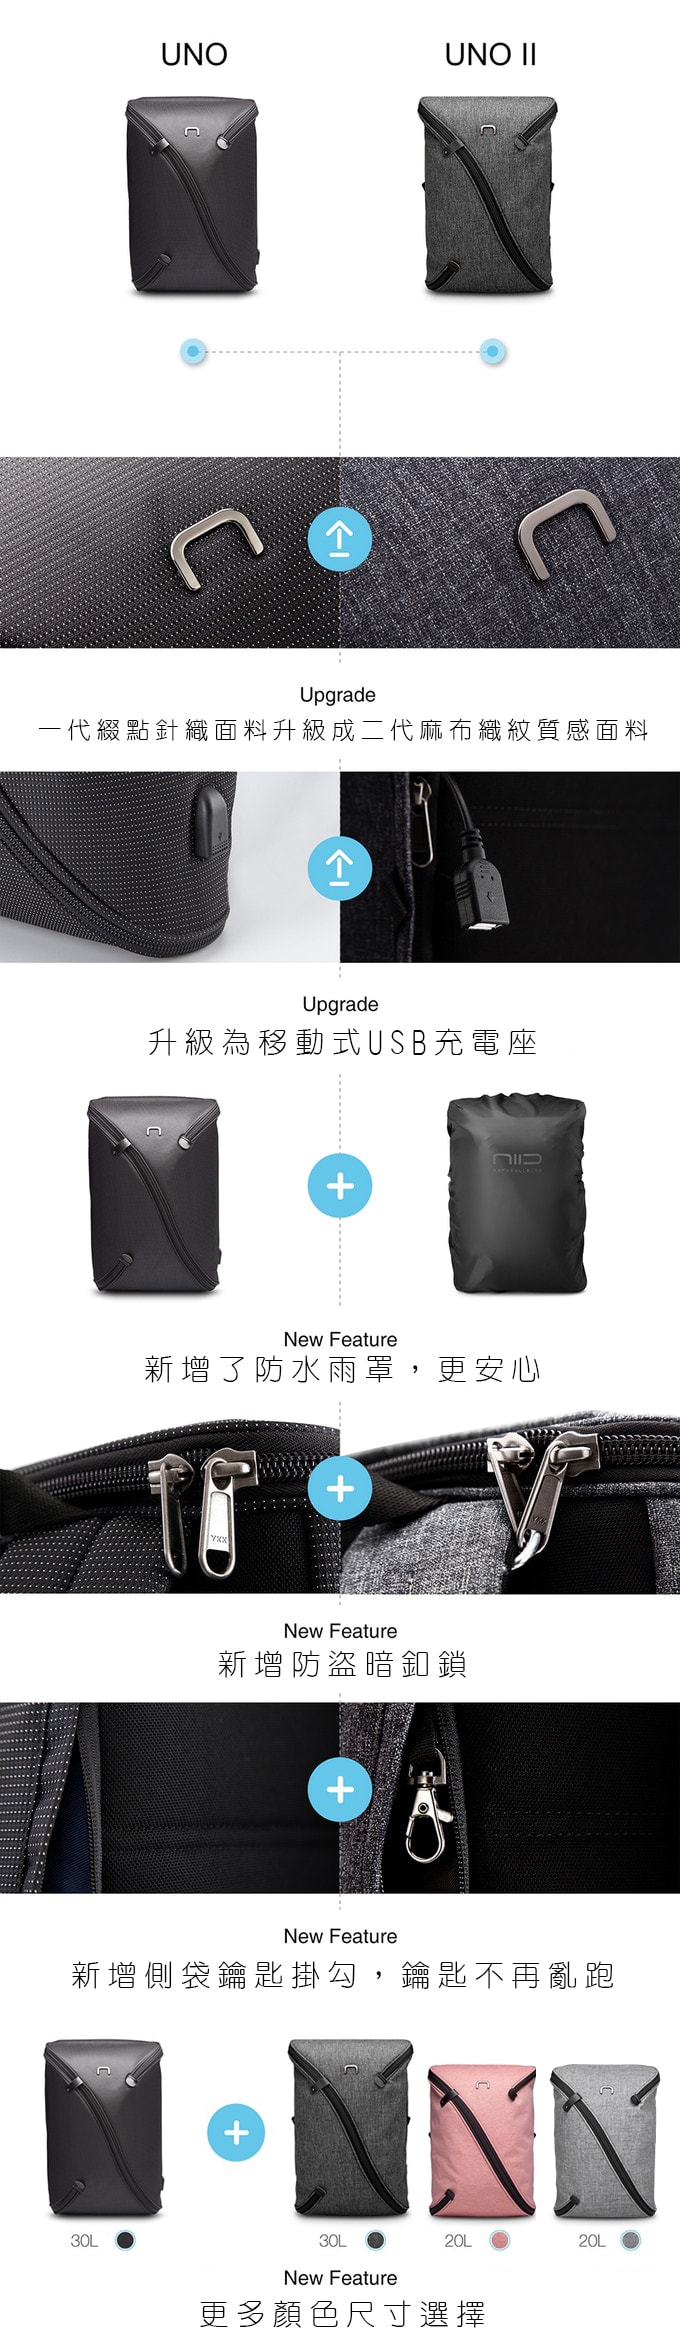 UNO
UNO II
Upgrade
一代綴點針織面料升級成二代麻布織紋質感面料
Upgrade
升級為移動式USB充電座
NIID
New Feature
新增了防水雨罩，更安心
YXX
YXX
New Feature
新增防盜暗釦鎖
New Feature
新增側袋鑰匙掛勾，鑰匙不再亂跑
30L
30L
20L
20L
New Feature
更多顏色尺寸選擇